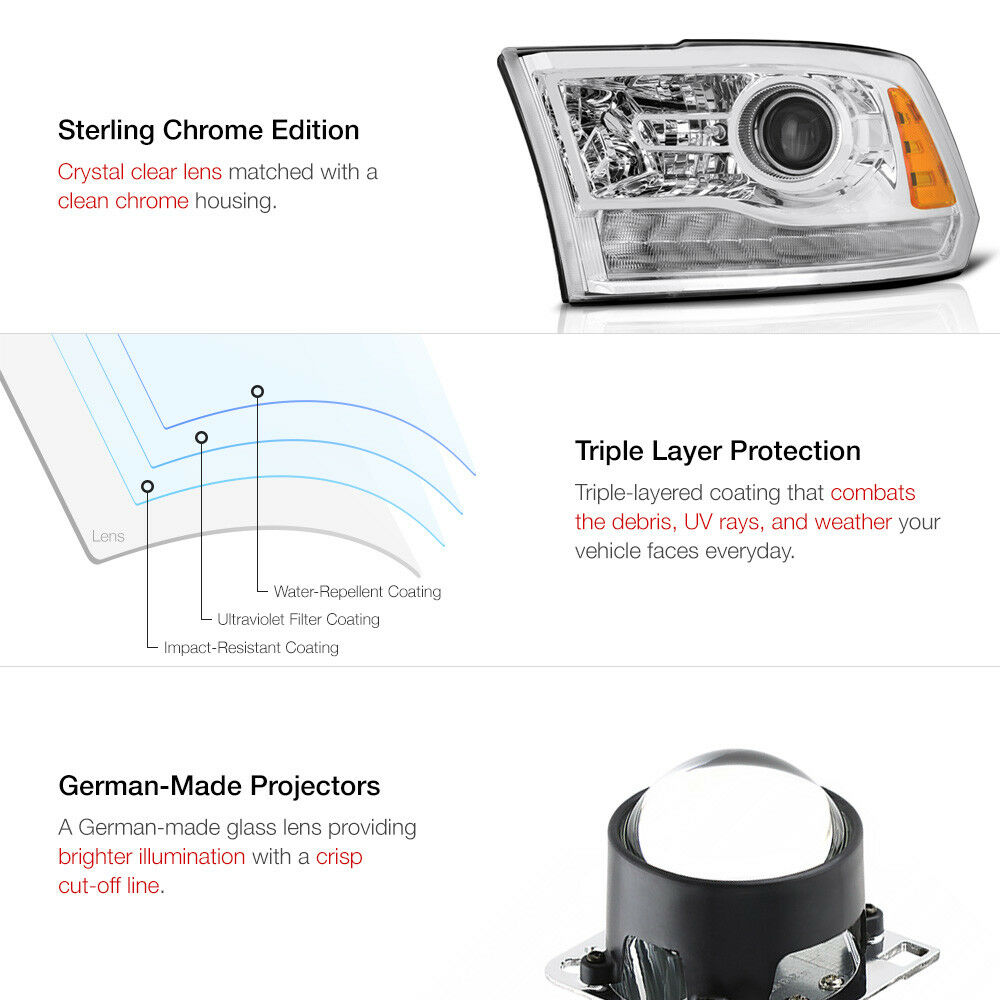 Sterling Chrome Edition
Crystal clear lens matched with a
clean chrome housing.
Lens
Water-Repellent Coating
Ultraviolet Filter Coating
Impact-Resistant Coating
Triple Layer Protection
Triple-layered coating that combats
the debris, UV rays, and weather your
vehicle faces everyday.
German-Made Projectors
A German-made glass lens providing
brighter illumination with a crisp
cut-off line.